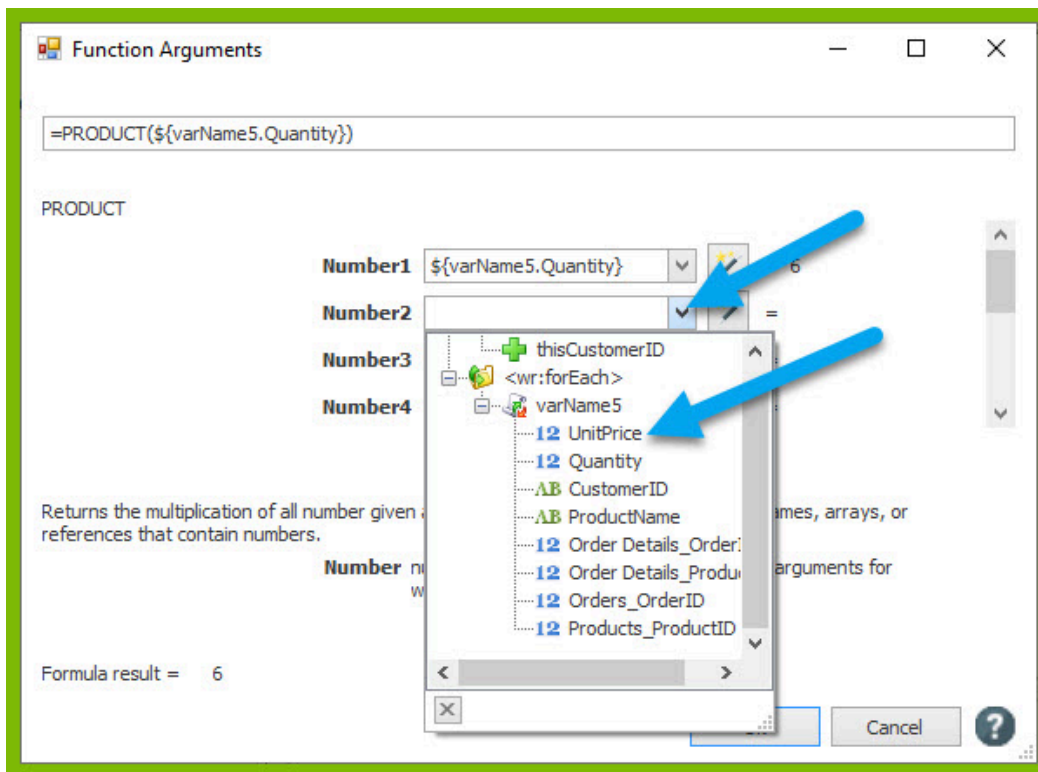 Function Arguments
=PRODUCT(${varName5.Quantity})
PRODUCT
Number1 ${varName5.Quantity} 6
Number2 =
Number3
Number4
thisCustomerID
<wr:forEach>
varName5
12 UnitPrice
12 Quantity
AB CustomerID
AB ProductName
12 Order Details_Order
12 Order Details_Produ
12 Orders_OrderID
12 Products_ProductID
Returns the multiplication of all number given ames, arrays, or
references that contain numbers.
Number arguments for
Formula result = 6
Cancel
?